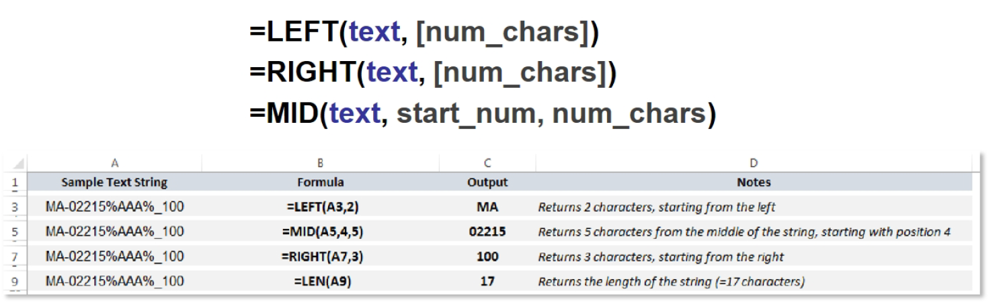 =LEFT(text, [num_chars])
=RIGHT(text, [num_chars])
=MID(text, start_num, num_chars)
A B C D
1 Sample Text String Formula Output Notes
3 MA-02215%AAA%_100 =LEFT(A3,2) MA Returns 2 characters, starting from the left
5 MA-02215%AAA%_100 =MID(A5,4,5) 02215 Returns 5 characters from the middle of the string, starting with position 4
7 MA-02215%AAA%_100 =RIGHT(A7,3) 100 Returns 3 characters, starting from the right
9 MA-02215%AAA%_100 =LEN(A9) 17 Returns the length of the string (=17 characters)